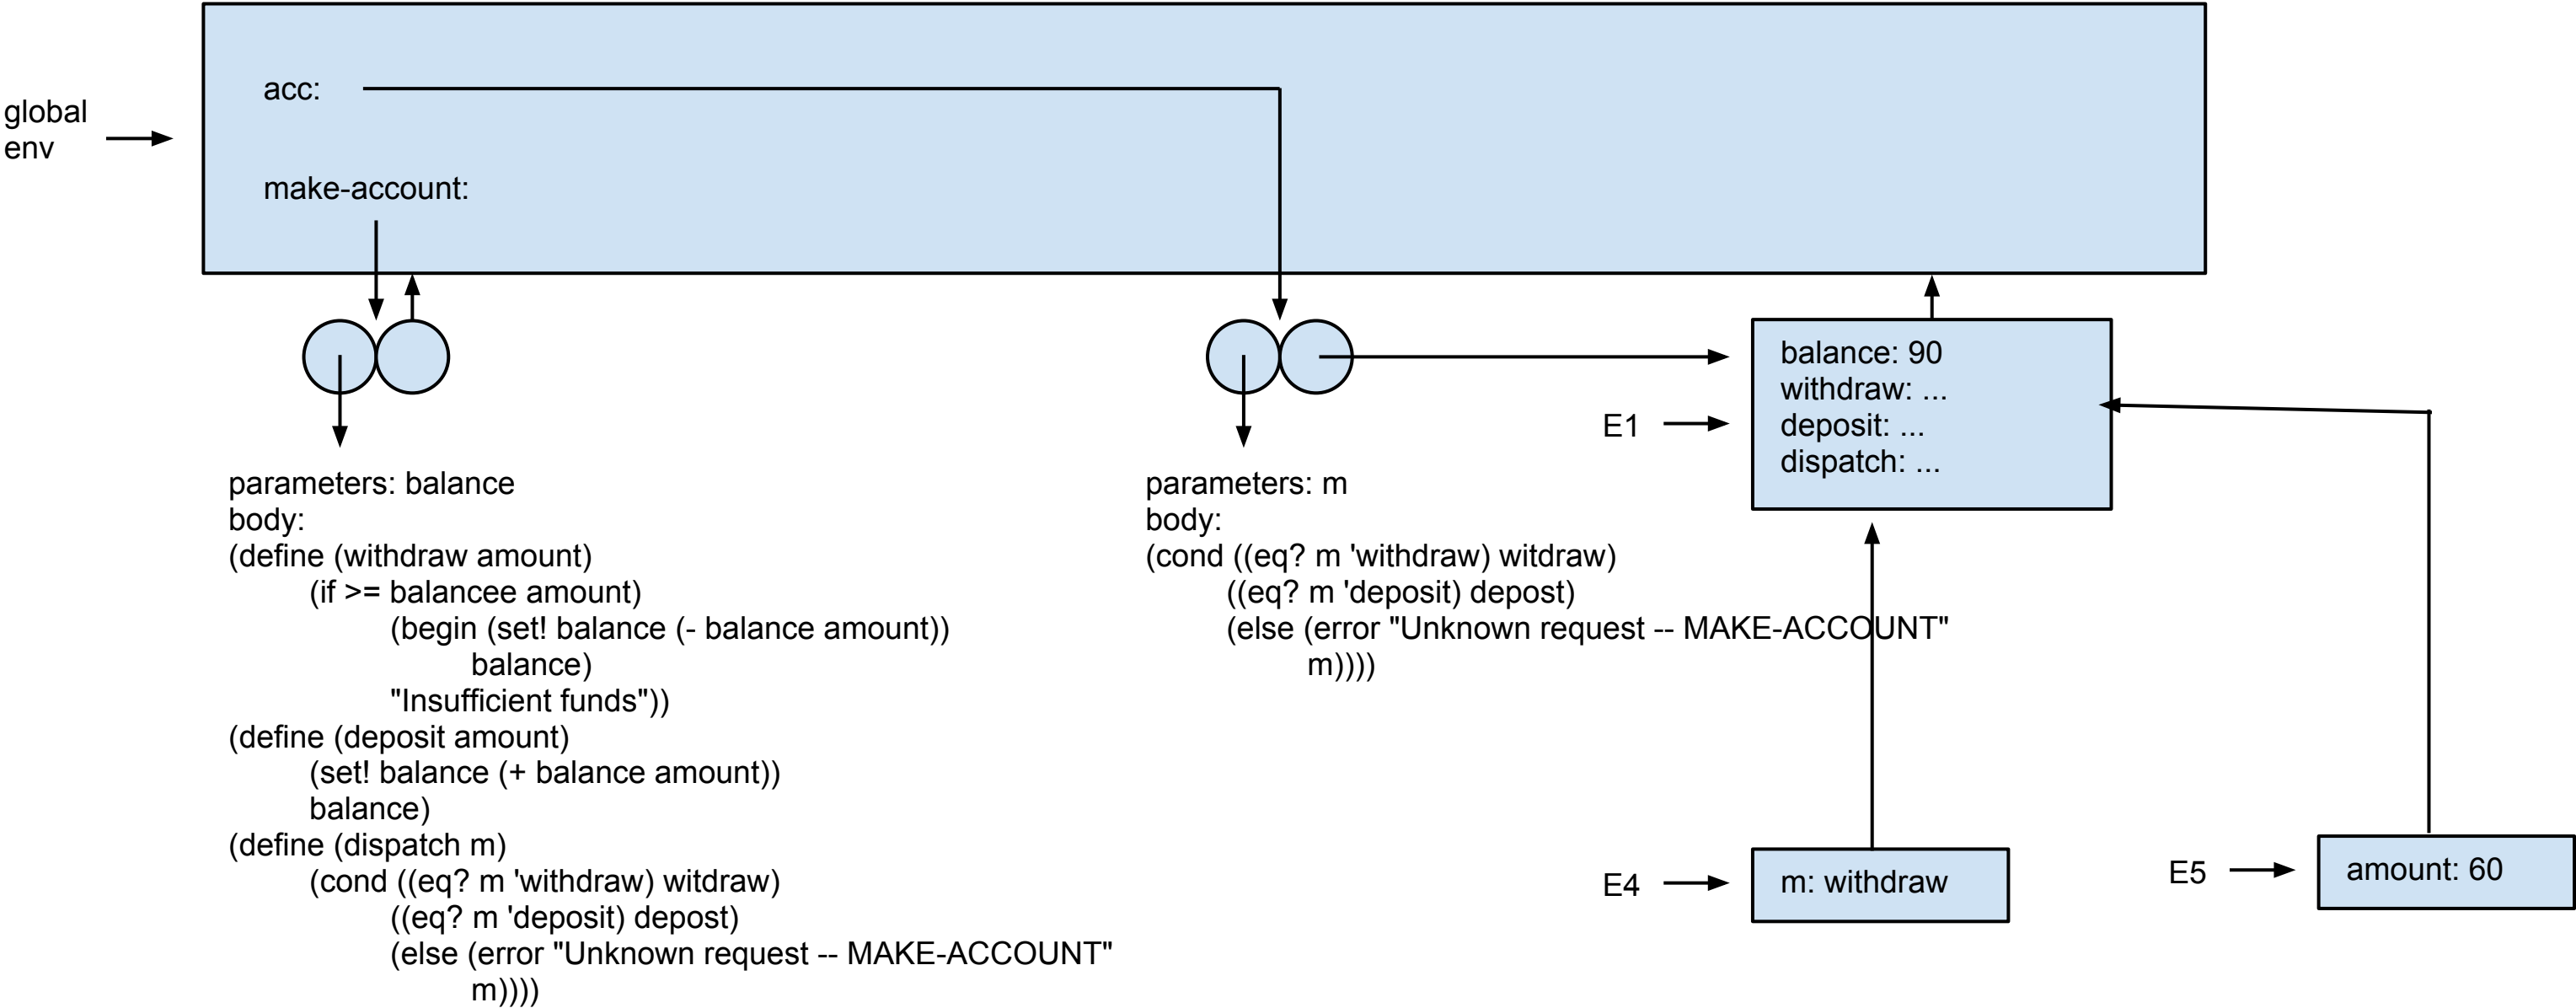 global
env
acc:
make-account:
parameters: balance
body:
(define (withdraw amount)
(if >= balancee amount)
(begin (set! balance (- balance amount))
balance)
"Insufficient funds"))
(define (deposit amount)
(set! balance (+ balance amount))
balance)
(define (dispatch m)
(cond ((eq? m 'withdraw) witdraw)
((eq? m 'deposit) depost)
(else (error "Unknown request -- MAKE-ACCOUNT"
m))))
parameters: m
body:
(cond ((eq? m 'withdraw) witdraw)
((eq? m 'deposit) depost)
(else (error "Unknown request -- MAKE-ACCOUNT"
m))))
E1
balance: 90
withdraw: ...
deposit: ...
dispatch: ...
E4
m: withdraw
E5
amount: 60